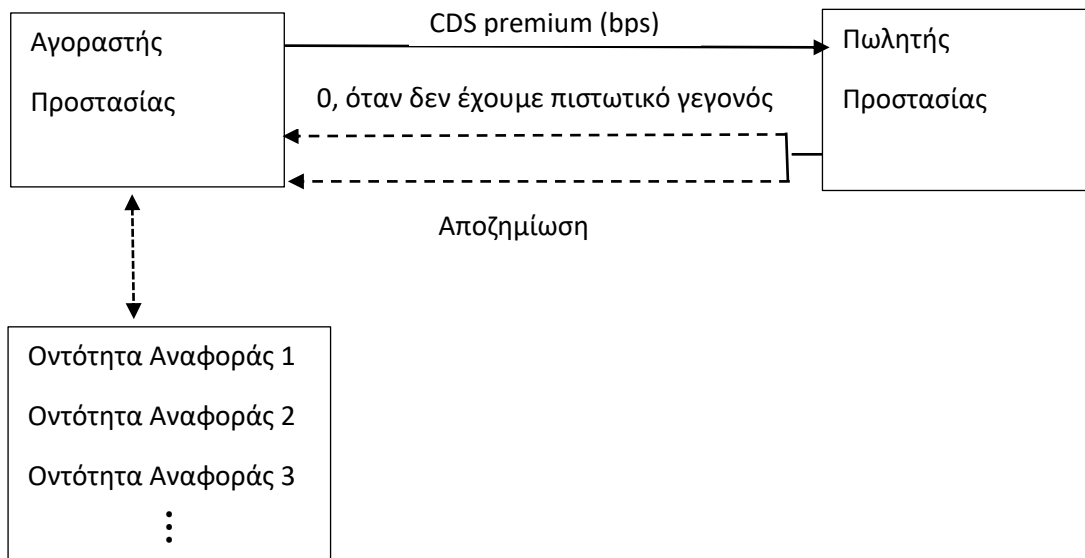 Αγοραστής
Προστασίας
CDS premium (bps)
Πωλητής
Προστασίας
0, όταν δεν έχουμε πιστωτικό γεγονός
Αποζημίωση
Οντότητα Αναφοράς 1
Οντότητα Αναφοράς 2
Οντότητα Αναφοράς 3
⋮